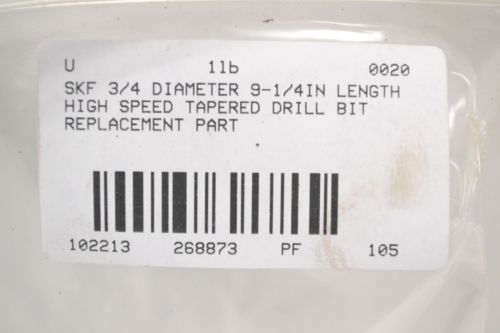 U 1lb 0020
SKF 3/4 DIAMETER 9-1/4IN LENGTH
HIGH SPEED TAPERED DRILL BIT
REPLACEMENT PART
102213 268873 PF 105